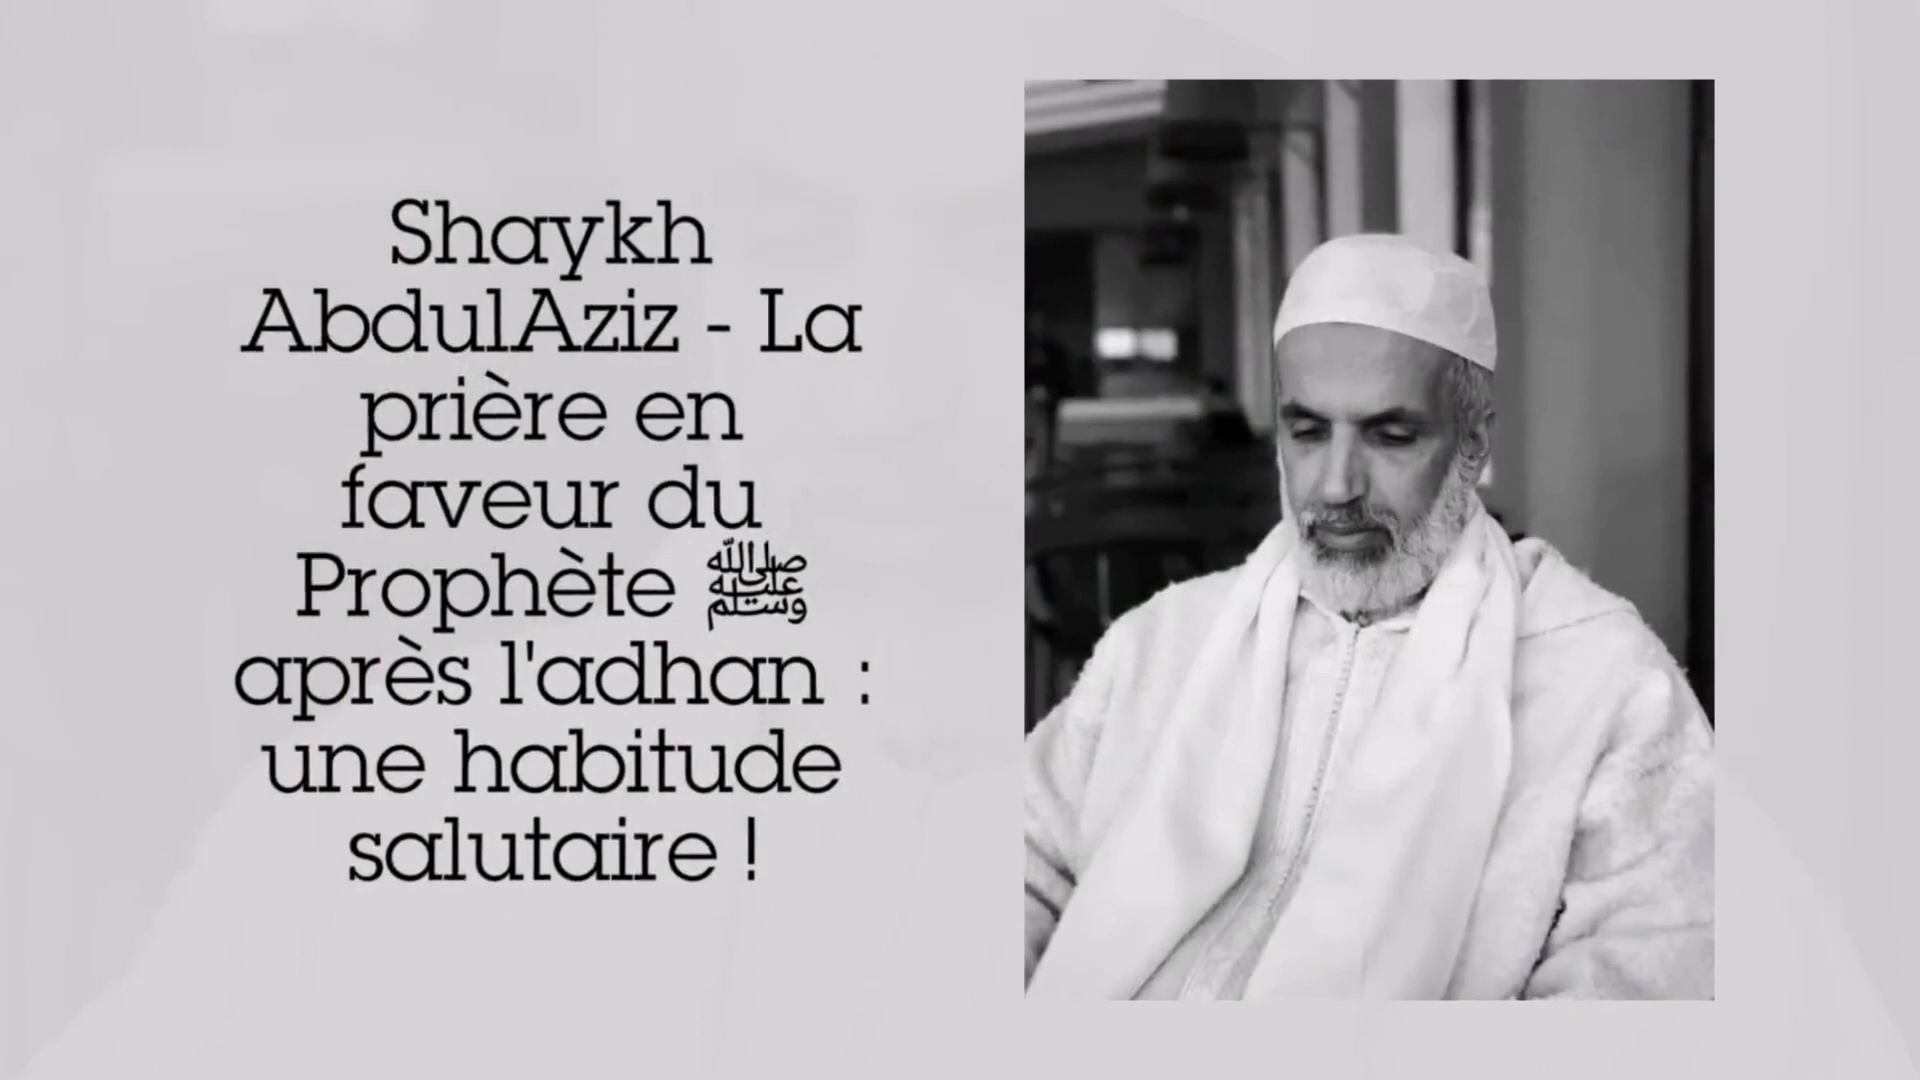 Shaykh
AbdulAziz - La
prière en
faveur du
Prophète ﷺ
après l'adhan :
une habitude
salutaire !